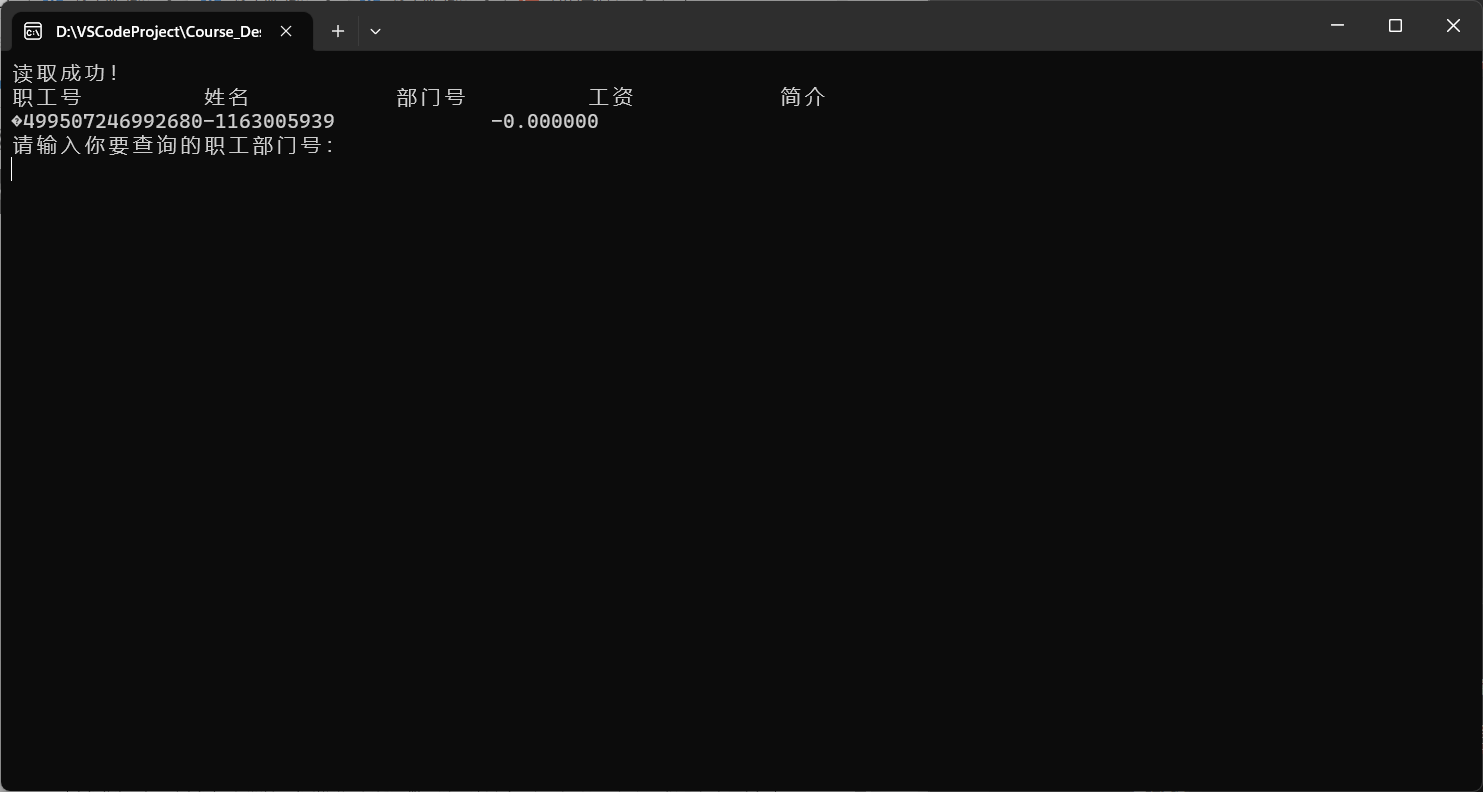 D:\VSCodeProject\Course_De
读取成功!
职工号 姓名 部门号 工资 简介
�499507246992680-1163005939 -0.000000
请输入你要查询的职工部门号: